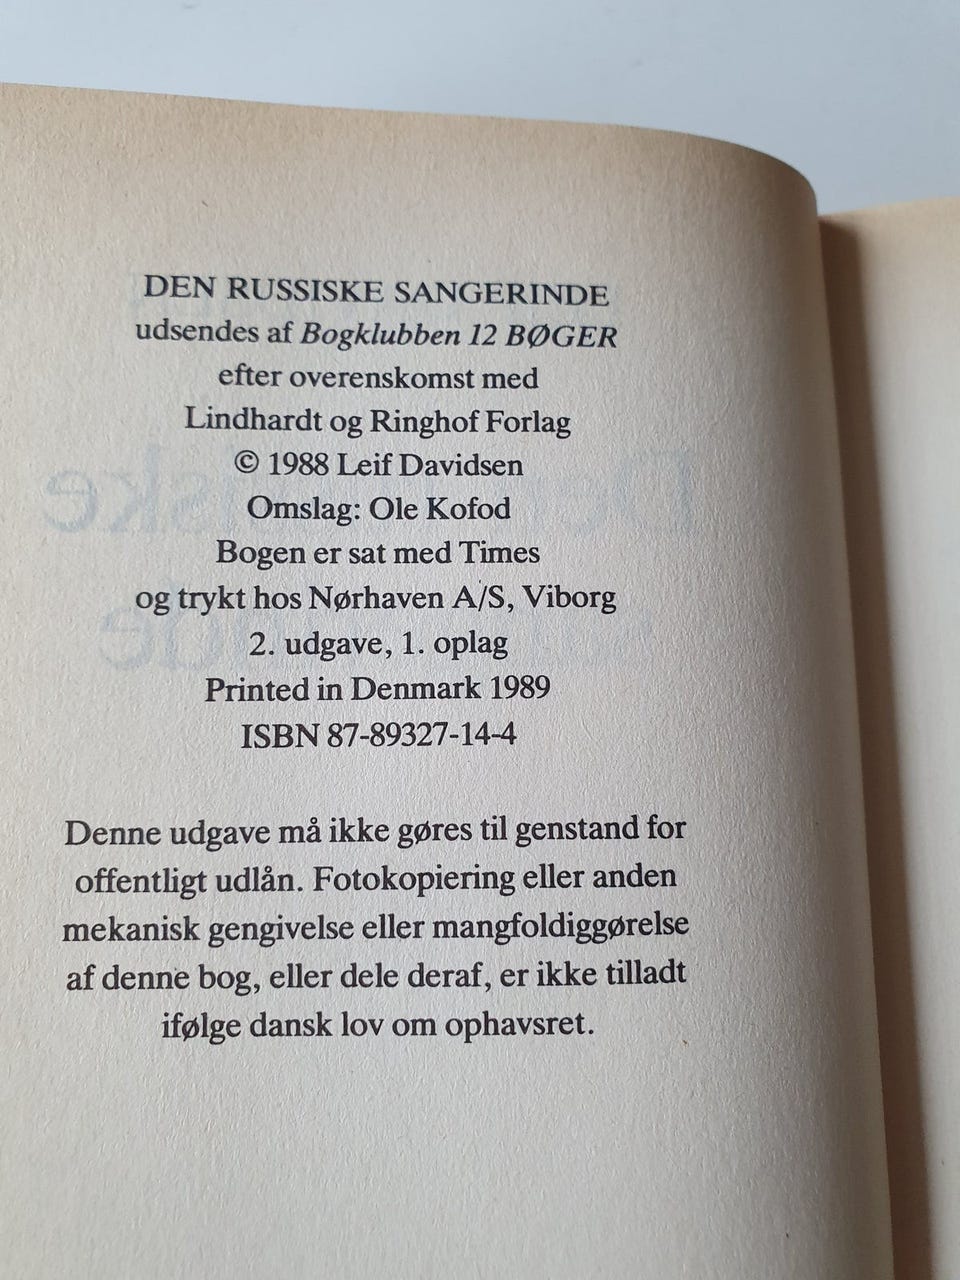 DEN RUSSISKE SANGERINDE
udsendes af Bogklubben 12 BØGER
efter overenskomst med
Lindhardt og Ringhof Forlag
© 1988 Leif Davidsen
Omslag: Ole Kofod
Bogen er sat med Times
og trykt hos Nørhaven A/S, Viborg
2. udgave, 1. oplag
Printed in Denmark 1989
ISBN 87-89327-14-4
Denne udgave må ikke gøres til genstand for
offentligt udlån. Fotokopiering eller anden
mekanisk gengivelse eller mangfoldiggørelse
af denne bog, eller dele deraf, er ikke tilladt
ifølge dansk lov om ophavsret.